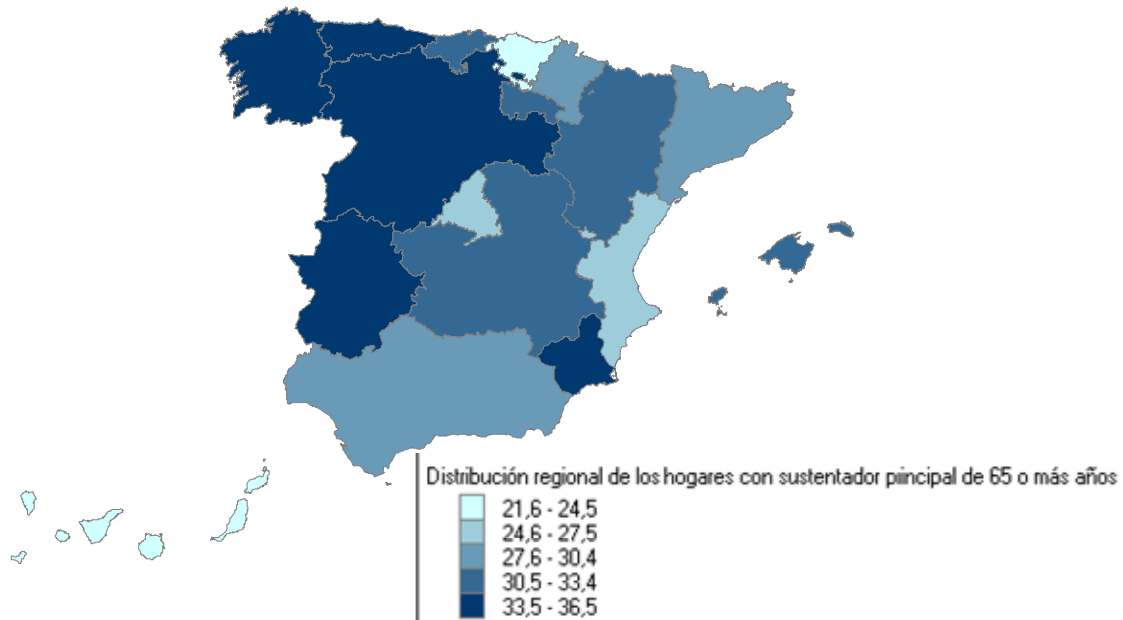 Distribución regional de los hogares con sustentador piincipal de 65 o más años
21,6 - 24,5
24,6 - 27,5
27,6 - 30,4
30,5 - 33,4
33,5 - 36,5